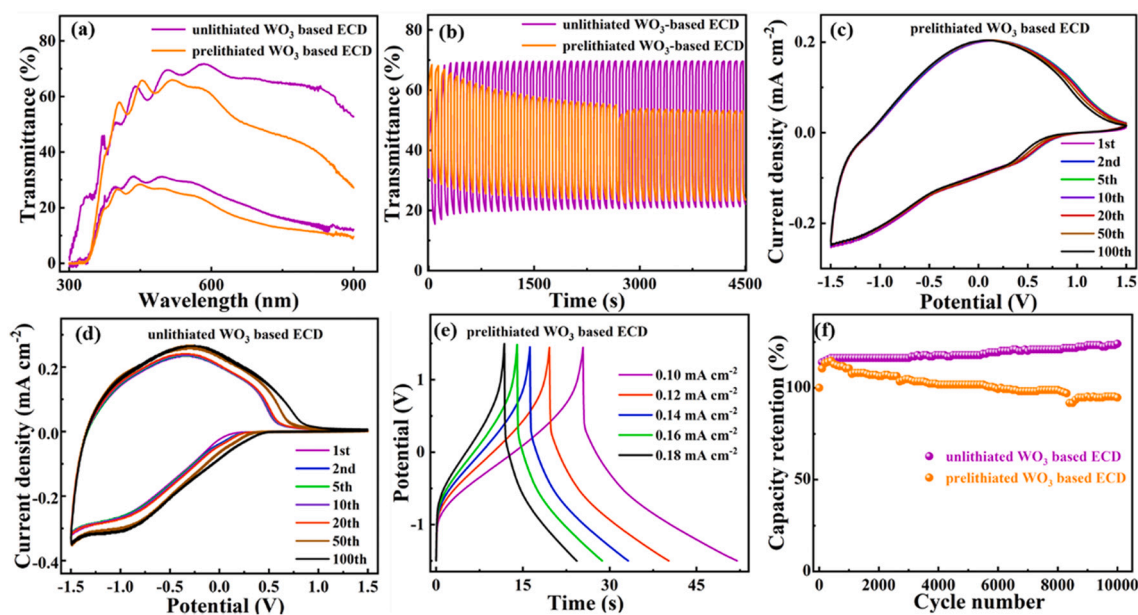 (a)
unlithiated WO3 based ECD
prelithiated WO3 based ECD
Transmittance (%)
80
60
40
20
0
300
600
900
Wavelength (nm)
(b)
unlithiated WO3-based ECD
prelithiated WO3-based ECD
Transmittance (%)
80
60
40
20
0
0
900
1800
2700
3600
4500
Time (s)
(c)
prelithiated WO3 based ECD
Current density (mA cm-2)
0.2
0.0
-0.2
1st
2nd
5th
10th
20th
50th
100th
-1.5
-1.0
-0.5
0.0
0.5
1.0
1.5
Potential (V)
(d)
unlithiated WO3 based ECD
Current density (mA cm-2)
0.2
0.0
-0.2
-0.4
1st
2nd
5th
10th
20th
50th
100th
-1.5
-1.0
-0.5
0.0
0.5
1.0
1.5
Potential (V)
(e)
prelithiated WO3 based ECD
Potential (V)
1
0
-1
0.10 mA cm-2
0.12 mA cm-2
0.14 mA cm-2
0.16 mA cm-2
0.18 mA cm-2
0
15
30
45
Time (s)
(f)
Capacity retention (%)
100
50
0
unlithiated WO3 based ECD
prelithiated WO3 based ECD
0
2000
4000
6000
8000
10000
Cycle number